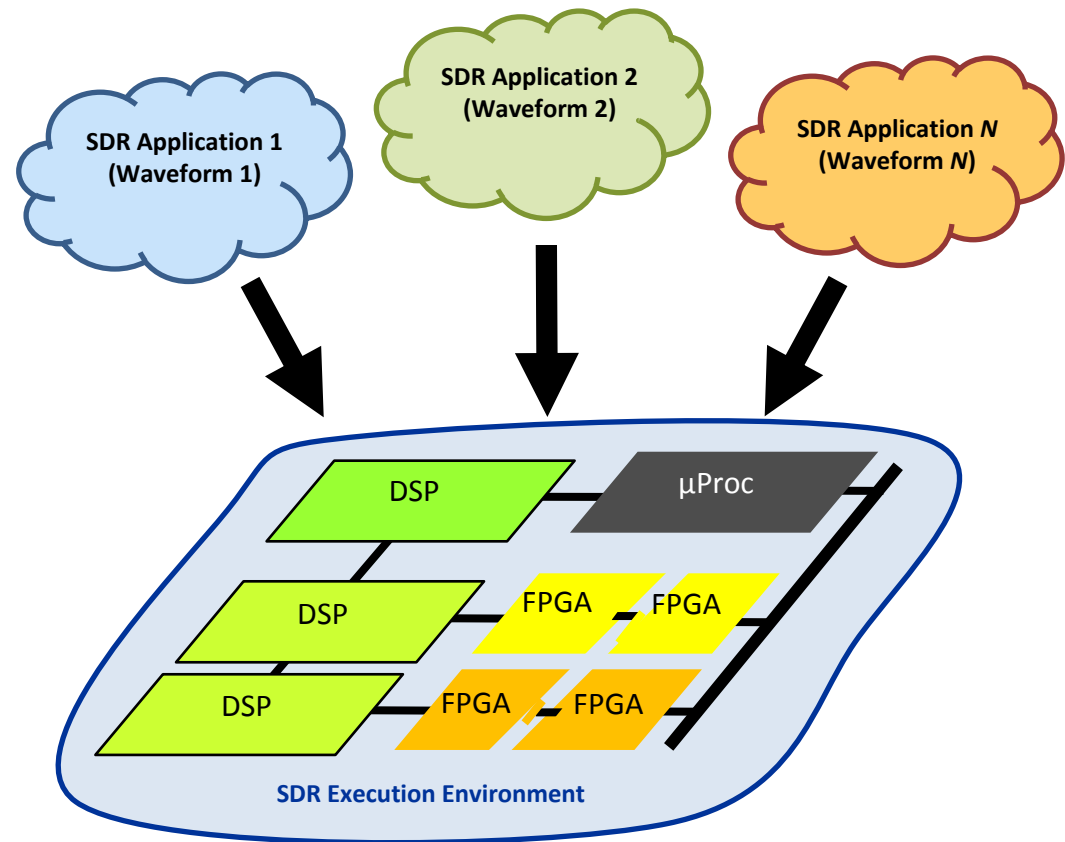 SDR Application 1
(Waveform 1)
SDR Application 2
(Waveform 2)
SDR Application N
(Waveform N)
DSP
μProc
DSP
FPGA
FPGA
DSP
FPGA
FPGA
SDR Execution Environment